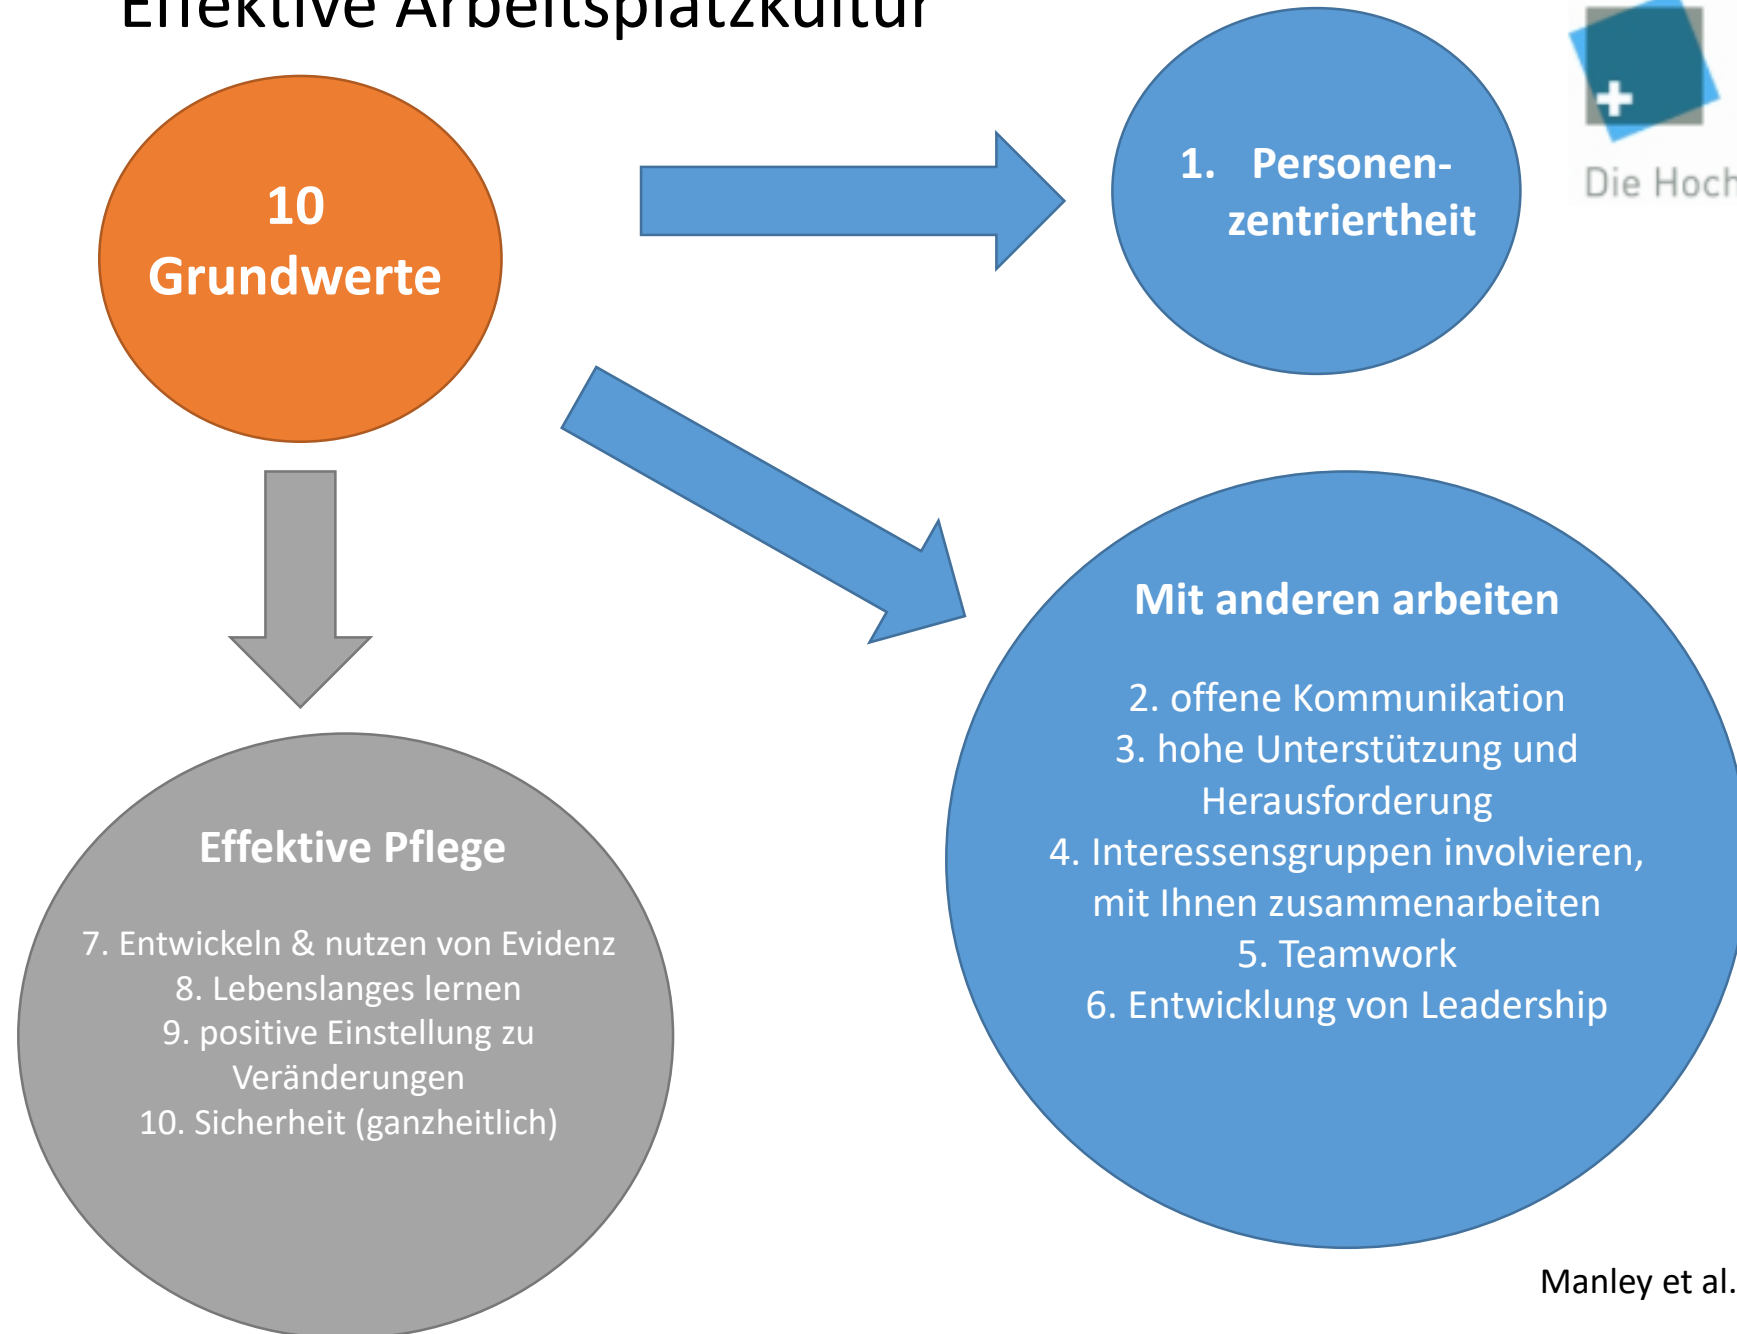 Effektive Arbeitsplatzkultur
10
Grundwerte
1. Personen-
zentriertheit
Die Hoch
Mit anderen arbeiten
2. offene Kommunikation
3. hohe Unterstützung und
Herausforderung
4. Interessensgruppen involvieren,
mit Ihnen zusammenarbeiten
5. Teamwork
6. Entwicklung von Leadership
Effektive Pflege
7. Entwickeln & nutzen von Evidenz
8. Lebenslanges lernen
9. positive Einstellung zu
Veränderungen
10. Sicherheit (ganzheitlich)
Manley et al.